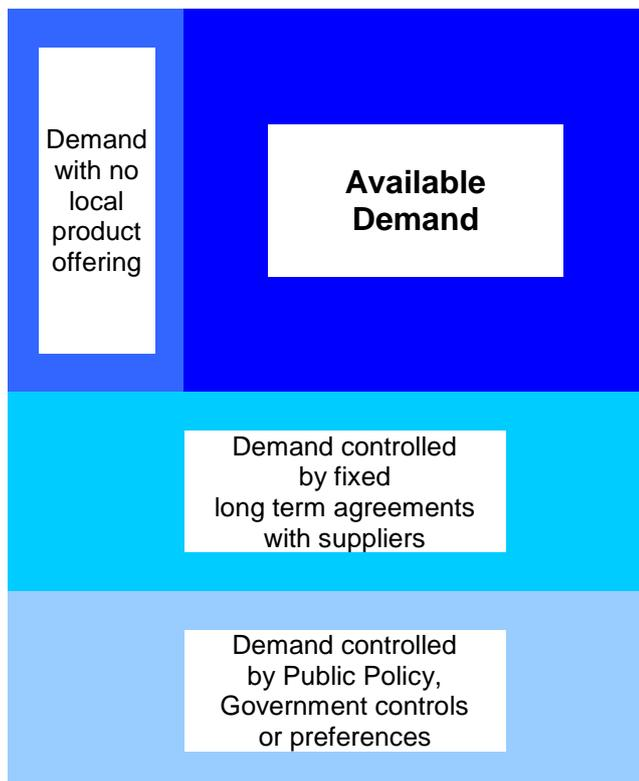 Demand
with no
local
product
offering
Available
Demand
Demand controlled
by fixed
long term agreements
with suppliers
Demand controlled
by Public Policy,
Government controls
or preferences